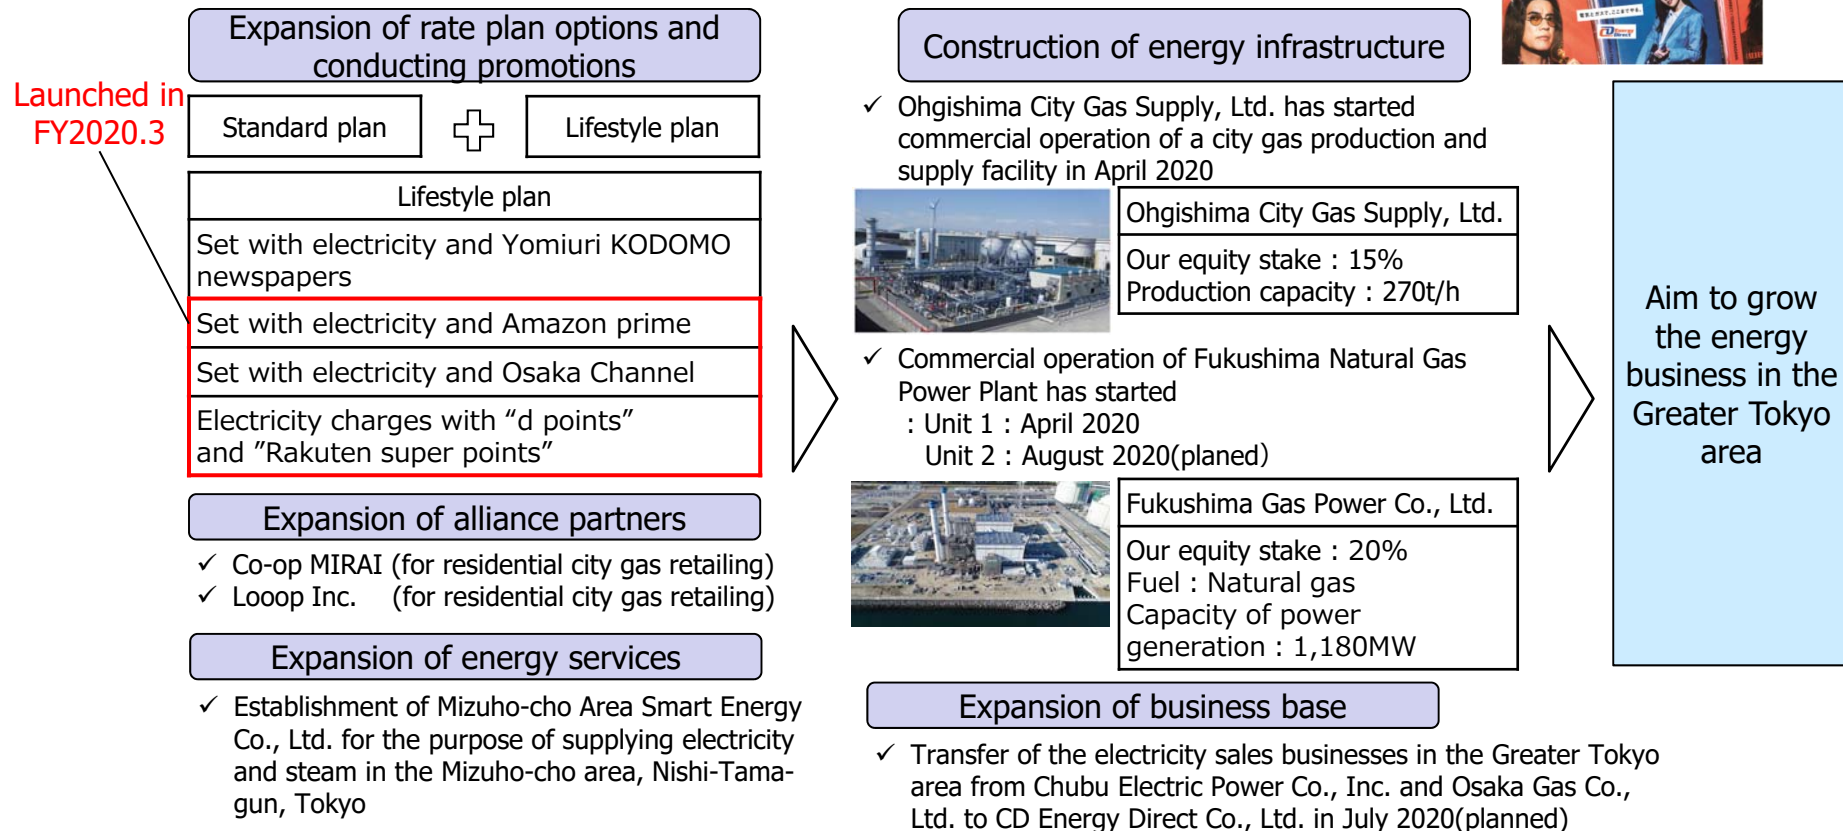 Expansion of rate plan options and
conducting promotions
Launched in
FY2020.3
Standard plan
Lifestyle plan
Lifestyle plan
Set with electricity and Yomiuri KODOMO
newspapers
Set with electricity and Amazon prime
Set with electricity and Osaka Channel
Electricity charges with “d points”
and ”Rakuten super points”
Expansion of alliance partners
✓ Co-op MIRAI (for residential city gas retailing)
✓ Looop Inc. (for residential city gas retailing)
Expansion of energy services
✓ Establishment of Mizuho-cho Area Smart Energy
Co., Ltd. for the purpose of supplying electricity
and steam in the Mizuho-cho area, Nishi-Tama-
gun, Tokyo
Construction of energy infrastructure
✓ Ohgishima City Gas Supply, Ltd. has started
commercial operation of a city gas production and
supply facility in April 2020
Ohgishima City Gas Supply, Ltd.
Our equity stake : 15%
Production capacity : 270t/h
✓ Commercial operation of Fukushima Natural Gas
Power Plant has started
: Unit 1 : April 2020
Unit 2 : August 2020(planed）
Fukushima Gas Power Co., Ltd.
Our equity stake : 20%
Fuel : Natural gas
Capacity of power
generation : 1,180MW
Expansion of business base
✓ Transfer of the electricity sales businesses in the Greater Tokyo
area from Chubu Electric Power Co., Inc. and Osaka Gas Co.,
Ltd. to CD Energy Direct Co., Ltd. in July 2020(planned)
Energy
Direct
Aim to grow
the energy
business in the
Greater Tokyo
area